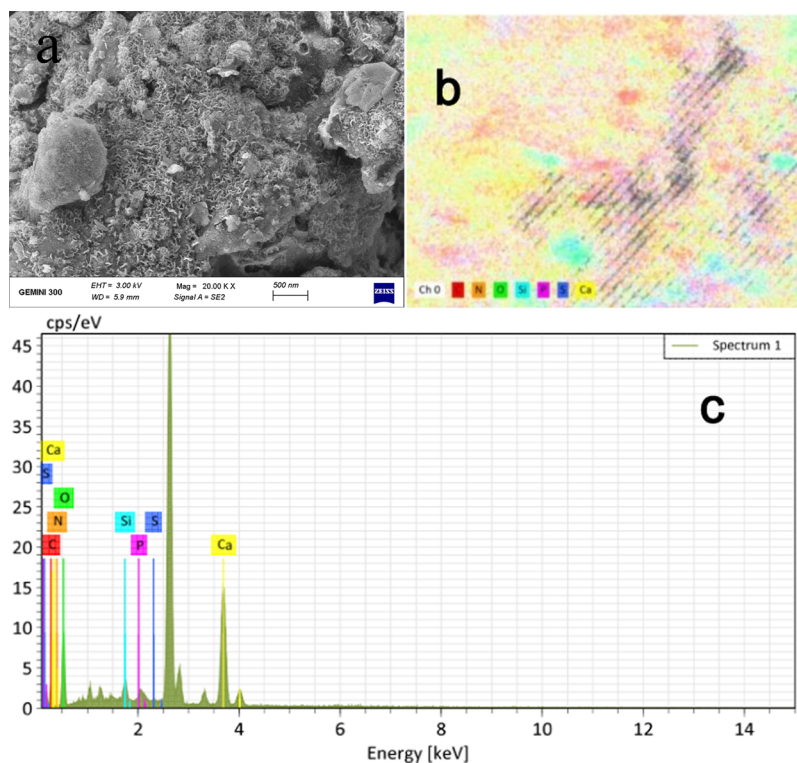 a
GEMINI 300
EHT = 3.00 kV
WD = 5.9 mm
Mag = 20.00 K X
Signal A = SE2
500 nm
ZEISS
b
Ch 0 C N O Si P S Ca
cps/eV
Spectrum 1
c
45
40
35
30
25
20
15
10
5
0
Ca
S
O
N
C
Si
P
S
Ca
2 4 6 8 10 12 14
Energy [keV]